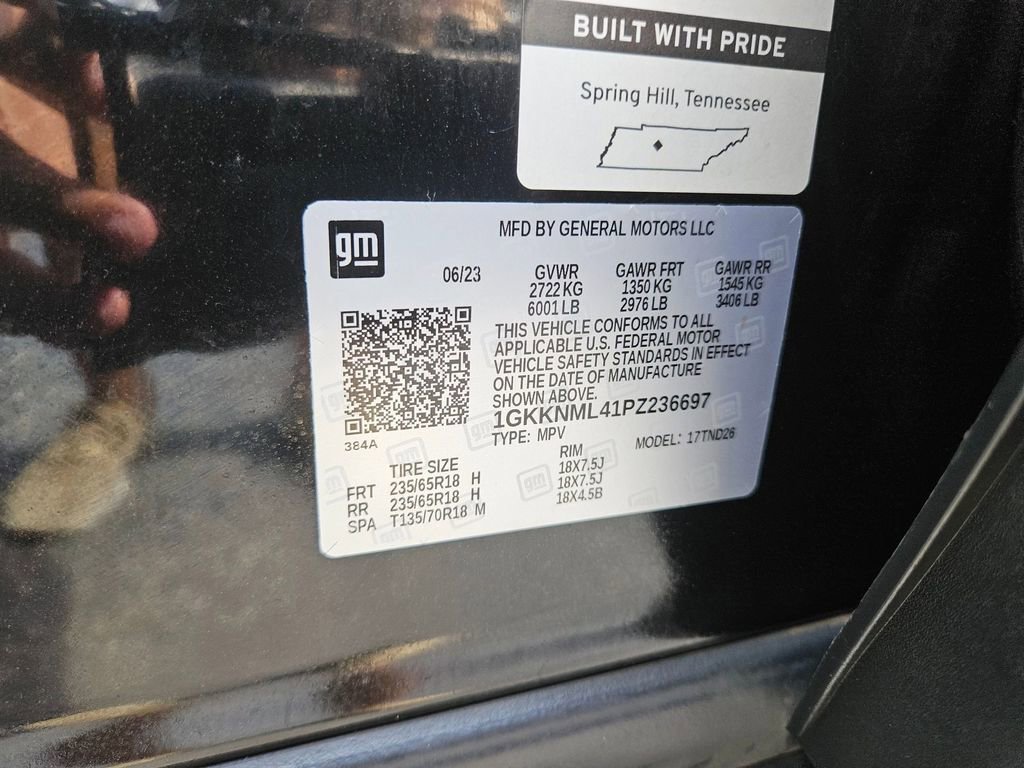 BUILT WITH PRIDE
Spring Hill, Tennessee
gm
MFD BY GENERAL MOTORS LLC
06/23
GVWR GAWR FRT GAWR RR
2722 KG 1350 KG 1545 KG
6001 LB 2976 LB 3406 LB
THIS VEHICLE CONFORMS TO ALL
APPLICABLE U.S. FEDERAL MOTOR
VEHICLE SAFETY STANDARDS IN EFFECT
ON THE DATE OF MANUFACTURE
SHOWN ABOVE.
1GKKNML41PZ236697
384A
TYPE: MPV MODEL: 17TND26
TIRE SIZE RIM
FRT 235/65R18 H 18X7.5J
RR 235/65R18 H 18X7.5J
SPA T135/70R18 M 18X4.5B